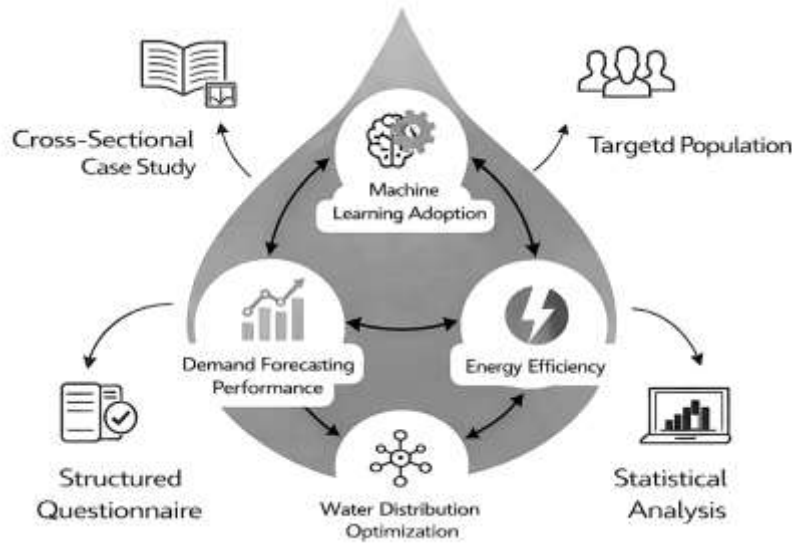 Cross-Sectional
Case Study
Targetd Population
Machine
Learning Adoption
Demand Forecasting
Performance
Energy Efficiency
Structured
Questionnaire
Water Distribution
Optimization
Statistical
Analysis